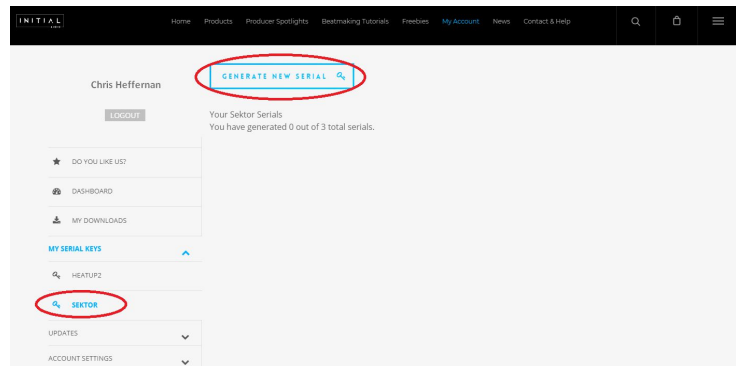 INITIAL
Home Products Producer Spotlights Beatmaking Tutorials Freebies My Account News Contact & Help
Chris Heffernan
LOGOUT
DO YOU LIKE US?
DASHBOARD
MY DOWNLOADS
MY SERIAL KEYS
HEATUP2
SEKTOR
UPDATES
ACCOUNT SETTINGS
GENERATE NEW SERIAL
Your Sektor Serials
You have generated 0 out of 3 total serials.